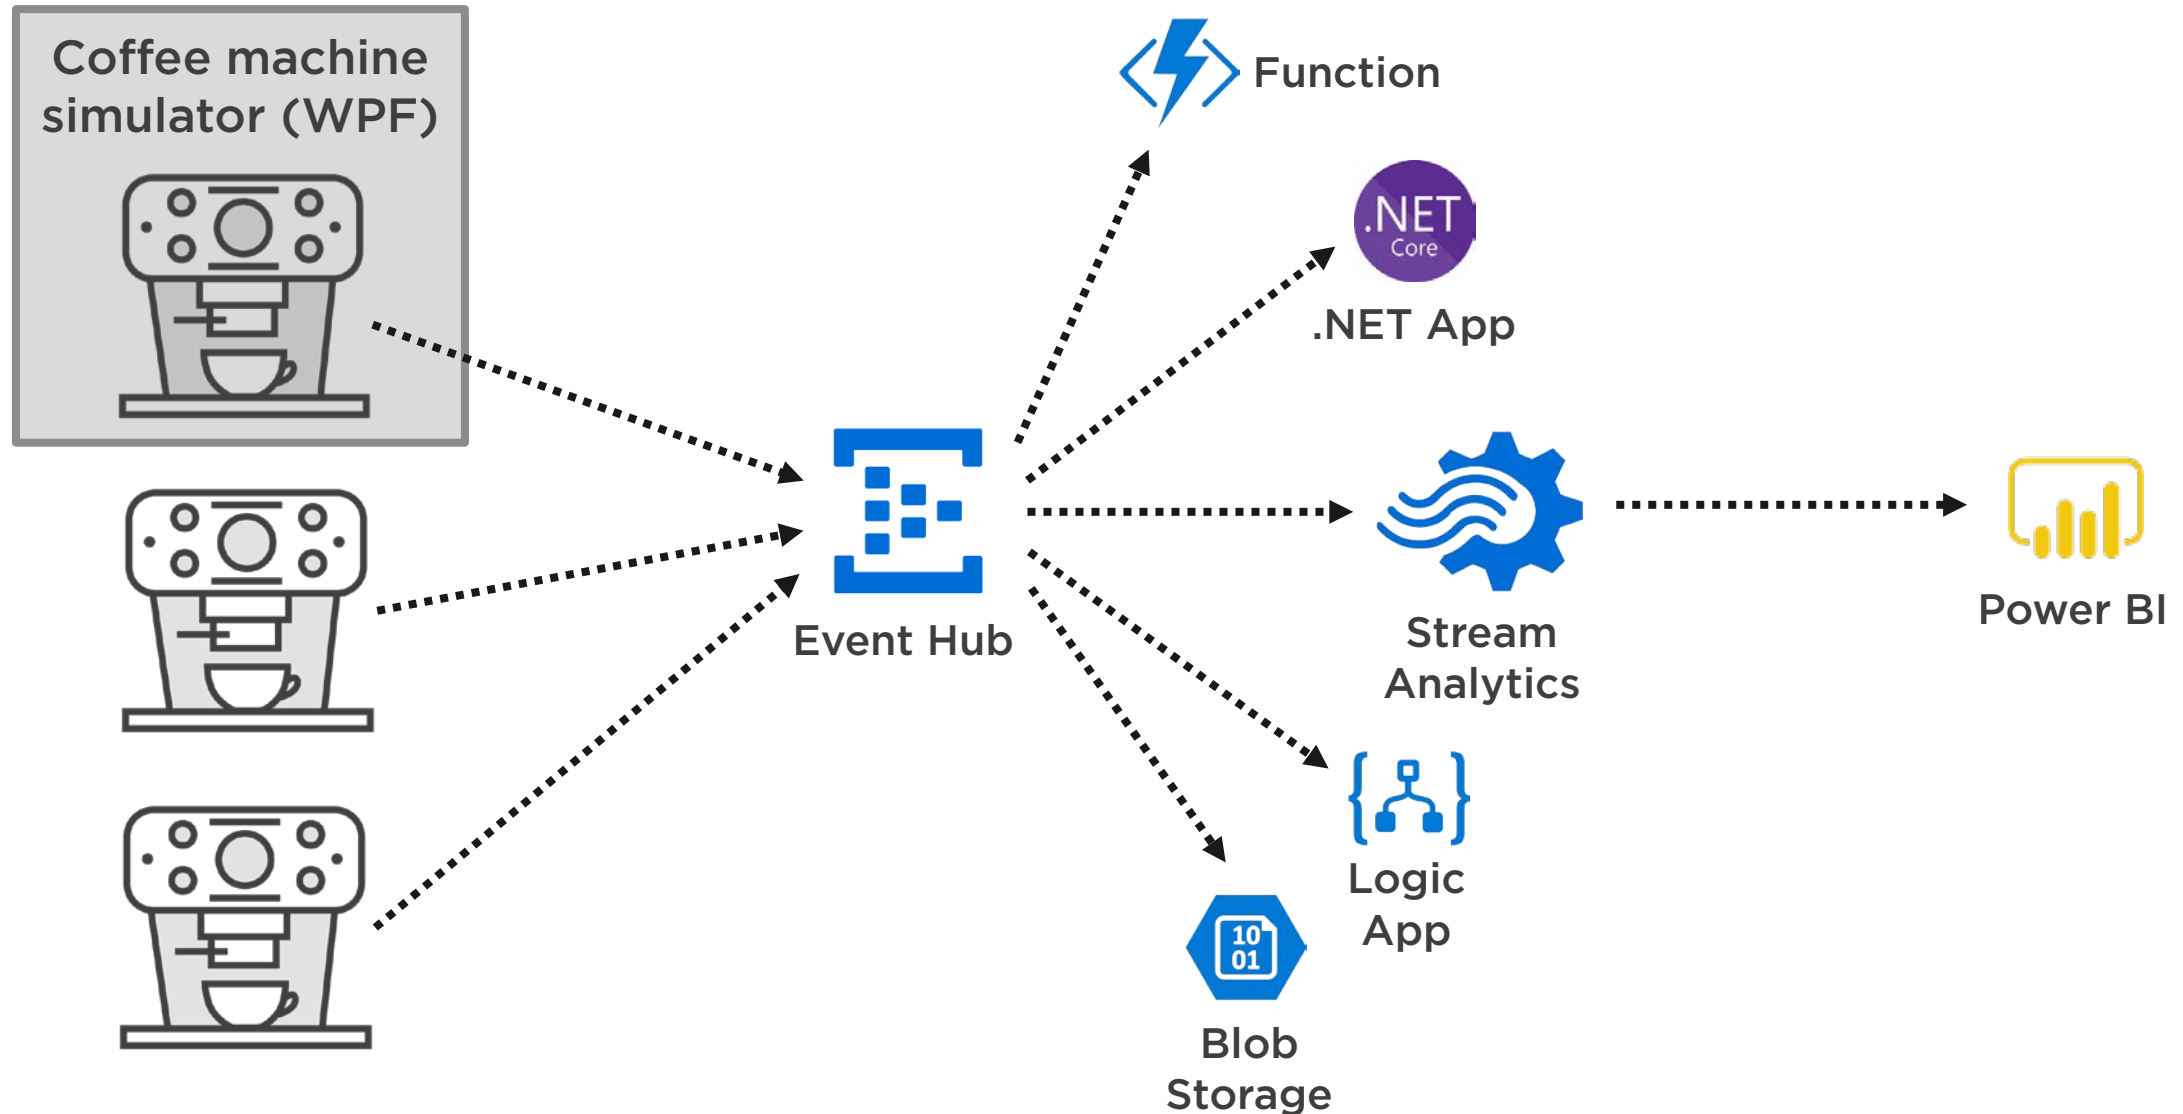 Coffee machine
simulator (WPF)
Function
.NET
Core
.NET App
Event Hub
Stream
Analytics
Power BI
Logic
App
10
01
Blob
Storage